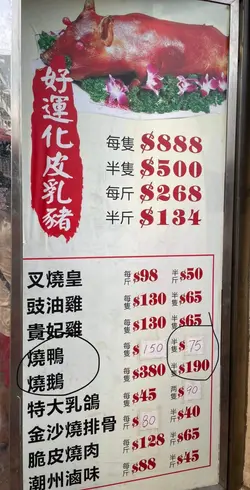 好運化皮乳豬
每隻 $888
半隻 $500
每斤 $268
半斤 $134
叉燒皇 每斤 $98 半斤 $50
豉油雞 每隻 $130 半隻 $65
貴妃雞 每隻 $130 半隻 $65
燒鴨 每隻 $150 半隻 $75
燒鵝 每隻 $380 半隻 $190
特大乳鴿 每隻 $45 兩隻 $90
金沙燒排骨 每斤 $80 半斤 $40
脆皮燒肉 每斤 $128 半斤 $65
潮州滷味 每斤 $88 半斤 $45